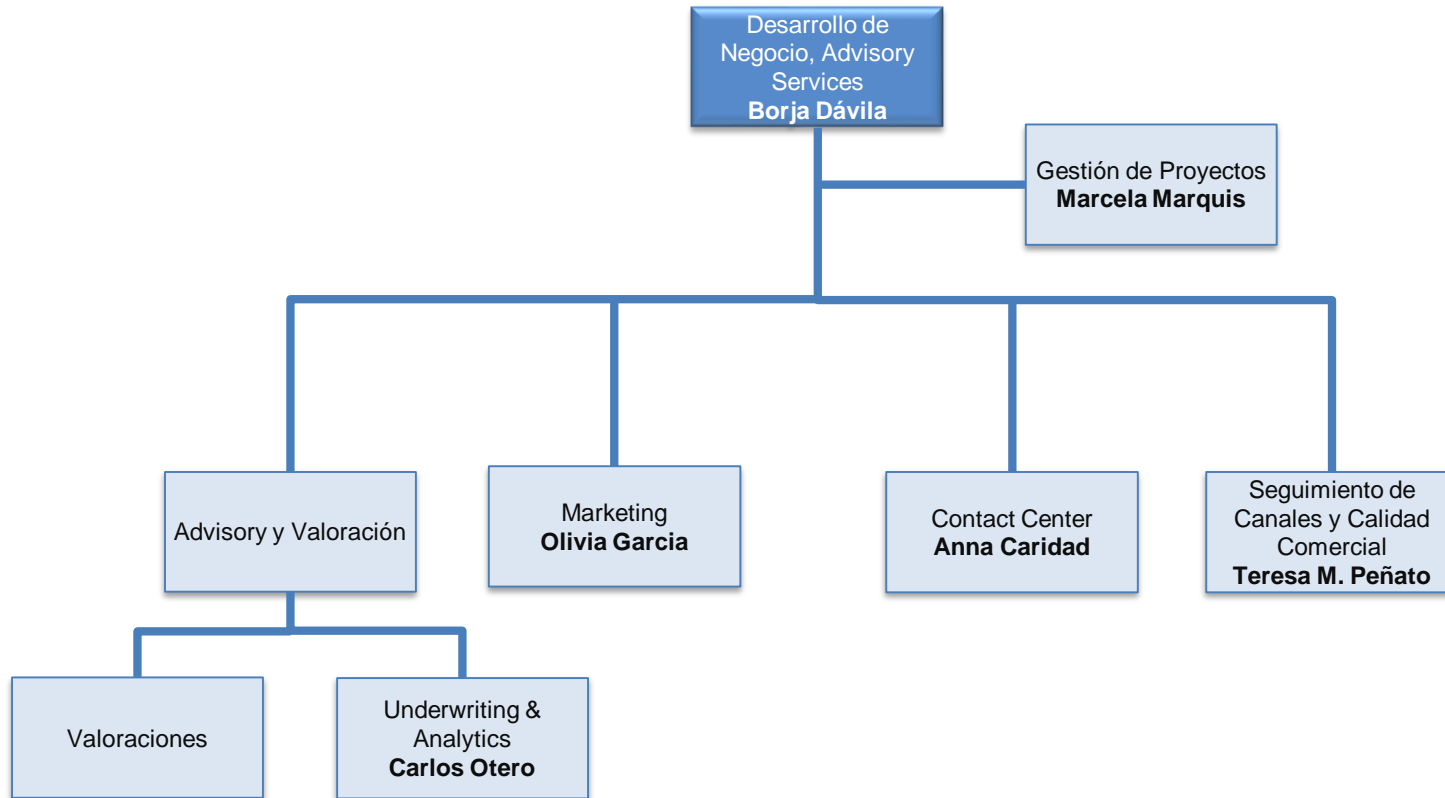 Desarrollo de
Negocio, Advisory
Services
Borja Dávila
Gestión de Proyectos
Marcela Marquis
Advisory y Valoración
Marketing
Olivia Garcia
Contact Center
Anna Caridad
Seguimiento de
Canales y Calidad
Comercial
Teresa M. Peñato
Valoraciones
Underwriting &
Analytics
Carlos Otero